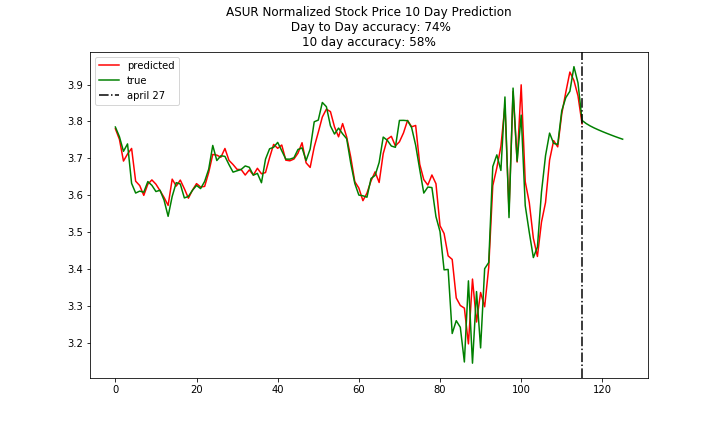 ASUR Normalized Stock Price 10 Day Prediction
Day to Day accuracy: 74%
10 day accuracy: 58%
predicted
true
april 27
3.9
3.8
3.7
3.6
3.5
3.4
3.3
3.2
0 20 40 60 80 100 120